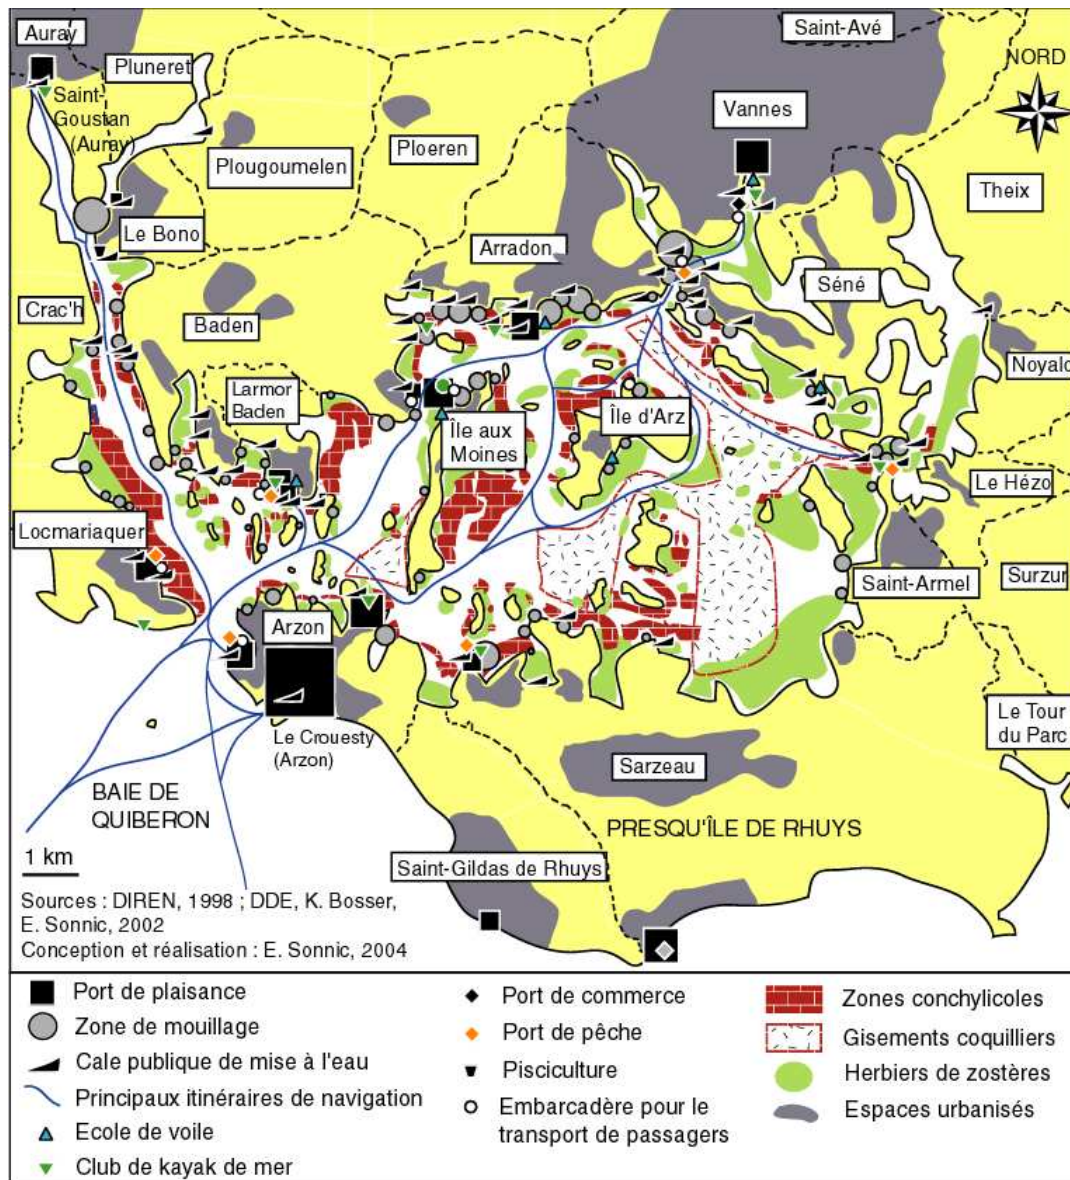 Auray
Pluneret
Saint-Avé
NORD
Saint-
Goustan
(Auray)
Vannes
Ploeren
Plougoumelen
Theix
Le Bono
Arradon
Séné
Crac'h
Baden
Noyalo
Larmor
Baden
Île aux
Moines
Île d'Arz
Le Hézo
Locmariaquer
Saint-Armel
Surzur
Arzon
Le Tour
du Parc
Le Crouesty
(Arzon)
Sarzeau
BAIE DE
QUIBERON
PRESQU'ÎLE DE RHUYS
1 km
Saint-Gildas de Rhuys
Sources : DIREN, 1998 ; DDE, K. Bosser,
E. Sonnic, 2002
Conception et réalisation : E. Sonnic, 2004
Port de plaisance
Zone de mouillage
Cale publique de mise à l'eau
Principaux itinéraires de navigation
Ecole de voile
Club de kayak de mer
Port de commerce
Port de pêche
Pisciculture
Embarcadère pour le
transport de passagers
Zones conchylicoles
Gisements coquilliers
Herbiers de zostères
Espaces urbanisés